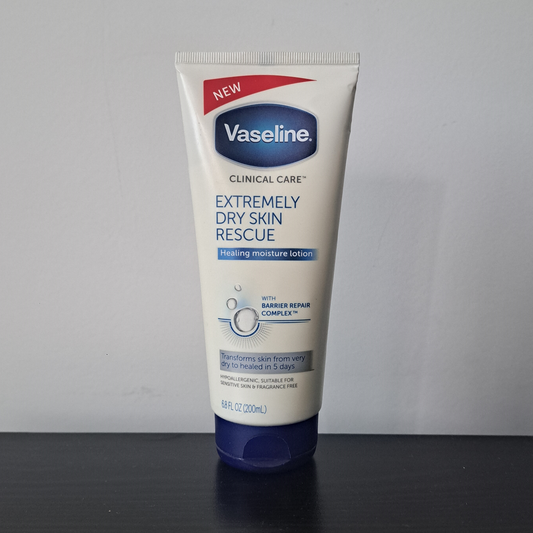 NEW
Vaseline.
CLINICAL CARE™
EXTREMELY
DRY SKIN
RESCUE
Healing moisture lotion
WITH
BARRIER REPAIR
COMPLEX™
Transforms skin from very
dry to healed in 5 days
HYPOALLERGENIC, SUITABLE FOR
SENSITIVE SKIN & FRAGRANCE FREE
6.8 FL OZ (200mL)